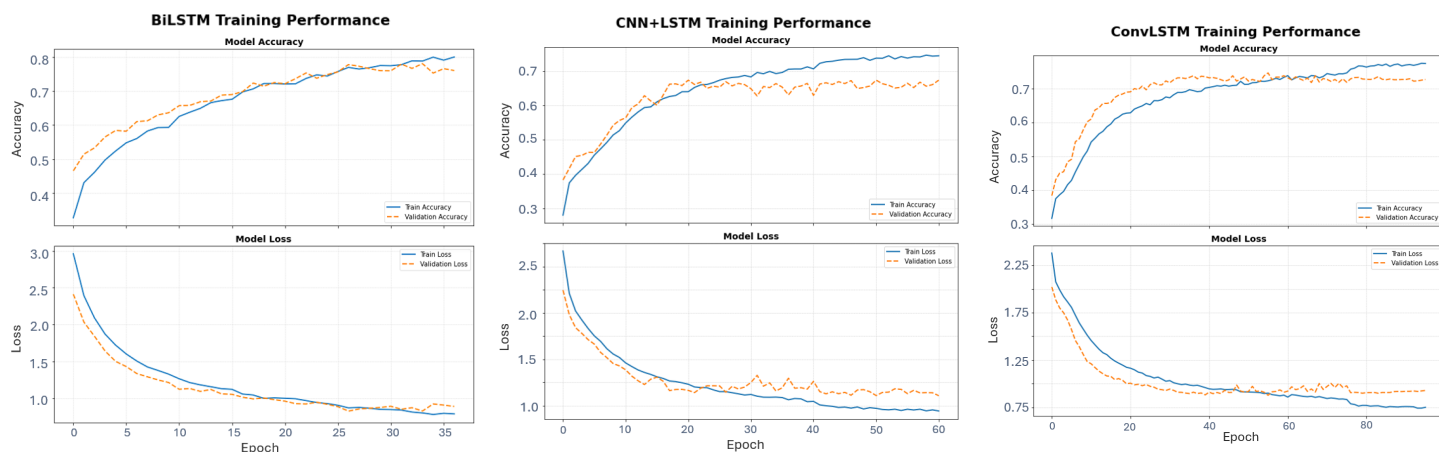 BiLSTM Training Performance
Model Accuracy
Accuracy
0.8
0.7
0.6
0.5
0.4
Train Accuracy
Validation Accuracy
Model Loss
Loss
3.0
2.5
2.0
1.5
1.0
Train Loss
Validation Loss
0 5 10 15 20 25 30 35
Epoch
CNN+LSTM Training Performance
Model Accuracy
Accuracy
0.7
0.6
0.5
0.4
0.3
Train Accuracy
Validation Accuracy
Model Loss
Loss
2.5
2.0
1.5
1.0
Train Loss
Validation Loss
0 10 20 30 40 50 60
Epoch
ConvLSTM Training Performance
Model Accuracy
Accuracy
0.7
0.6
0.5
0.4
0.3
Train Accuracy
Validation Accuracy
Model Loss
Loss
2.25
1.75
1.25
0.75
Train Loss
Validation Loss
0 20 40 60 80
Epoch